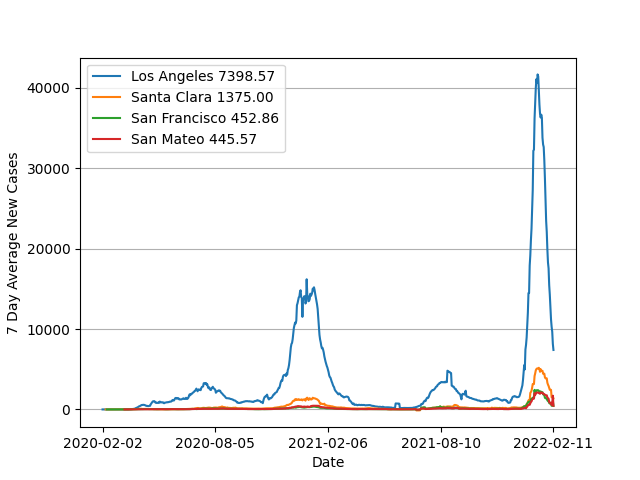 Los Angeles 7398.57
Santa Clara 1375.00
San Francisco 452.86
San Mateo 445.57
7 Day Average New Cases
40000
30000
20000
10000
0
2020-02-02 2020-08-05 2021-02-06 2021-08-10 2022-02-11
Date